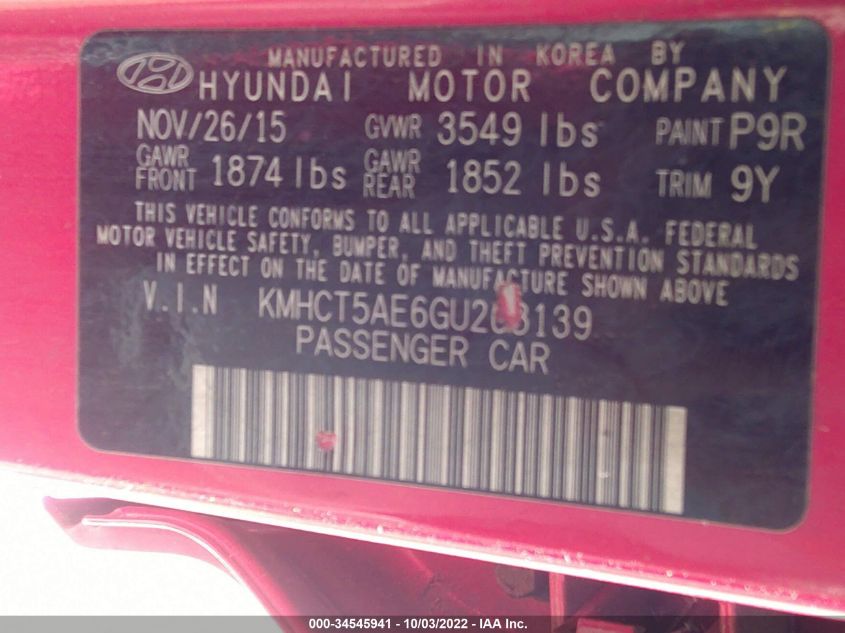 MANUFACTURED IN KOREA BY
HYUNDAI MOTOR COMPANY
NOV/26/15 GVWR 3549 lbs PAINT P9R
GAWR FRONT 1874 lbs GAWR REAR 1852 lbs TRIM 9Y
THIS VEHICLE CONFORMS TO ALL APPLICABLE U.S.A. FEDERAL
MOTOR VEHICLE SAFETY, BUMPER, AND THEFT PREVENTION STANDARDS
IN EFFECT ON THE DATE OF MANUFACTURE SHOWN ABOVE
V.I.N
PASSENGER CAR
000-34545941 - 10/03/2022 - IAA Inc.